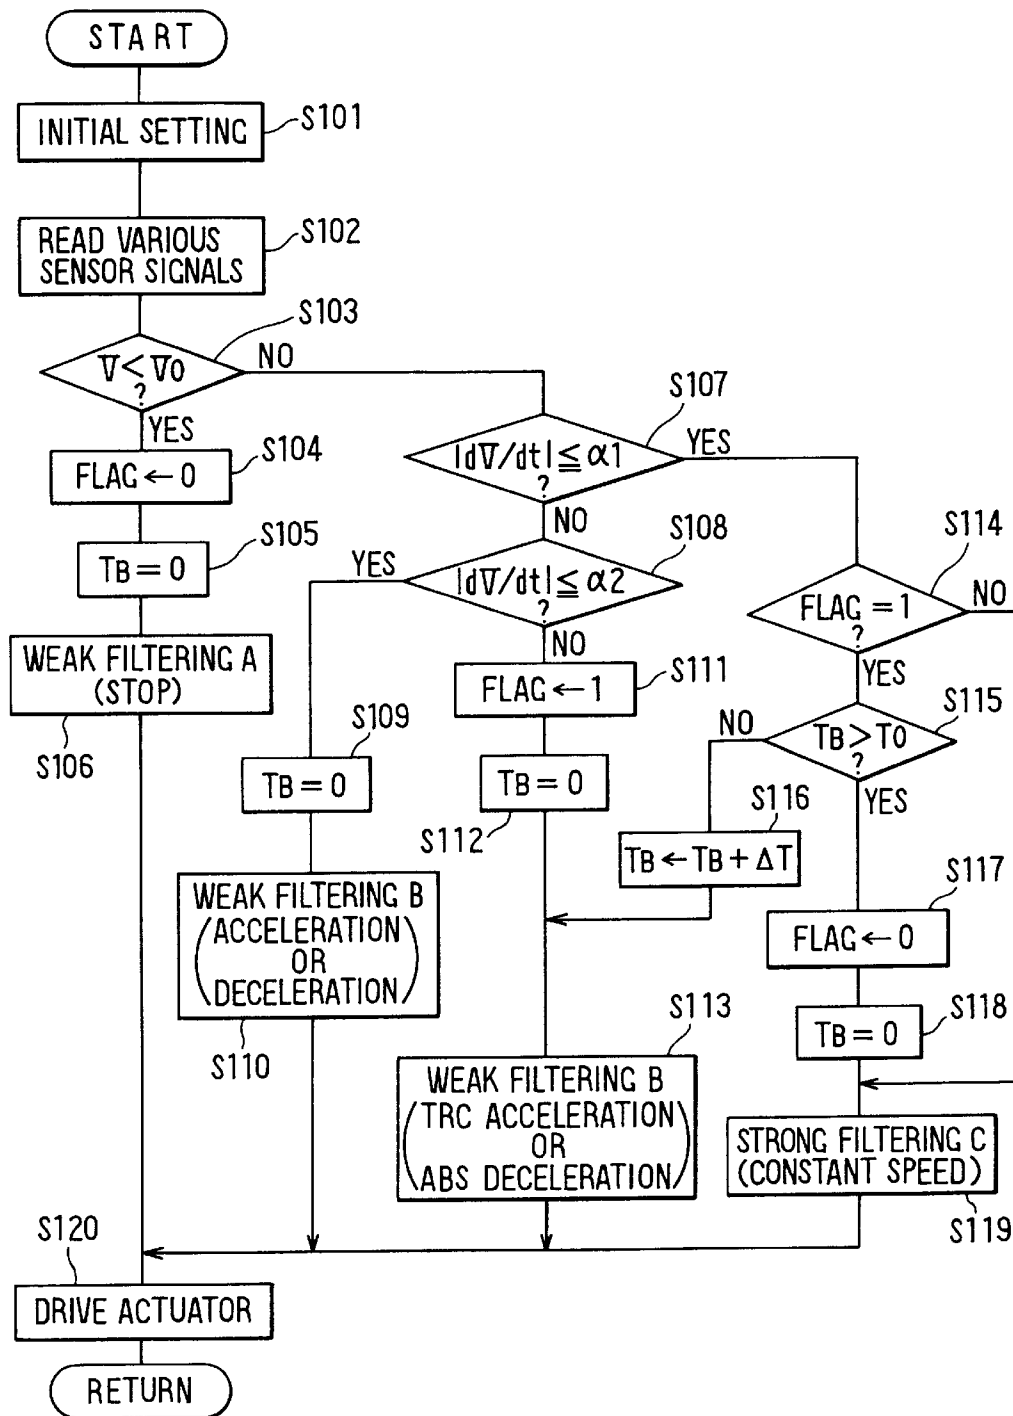 START
INITIAL SETTING
S101
READ VARIOUS
SENSOR SIGNALS
S102
S103
V < V0
?
NO
YES
S104
FLAG ← 0
S105
TB = 0
WEAK FILTERING A
(STOP)
S106
S107
|dV/dt| ≦ α1
?
YES
NO
S108
|dV/dt| ≦ α2
?
YES
NO
S109
TB = 0
WEAK FILTERING B
(ACCELERATION
OR
DECELERATION)
S110
S111
FLAG ← 1
TB = 0
S112
S114
FLAG = 1
?
NO
YES
S115
TB > T0
?
NO
YES
S116
TB ← TB + ΔT
S117
FLAG ← 0
S118
TB = 0
S113
WEAK FILTERING B
(TRC ACCELERATION
OR
ABS DECELERATION)
STRONG FILTERING C
(CONSTANT SPEED)
S119
S120
DRIVE ACTUATOR
RETURN